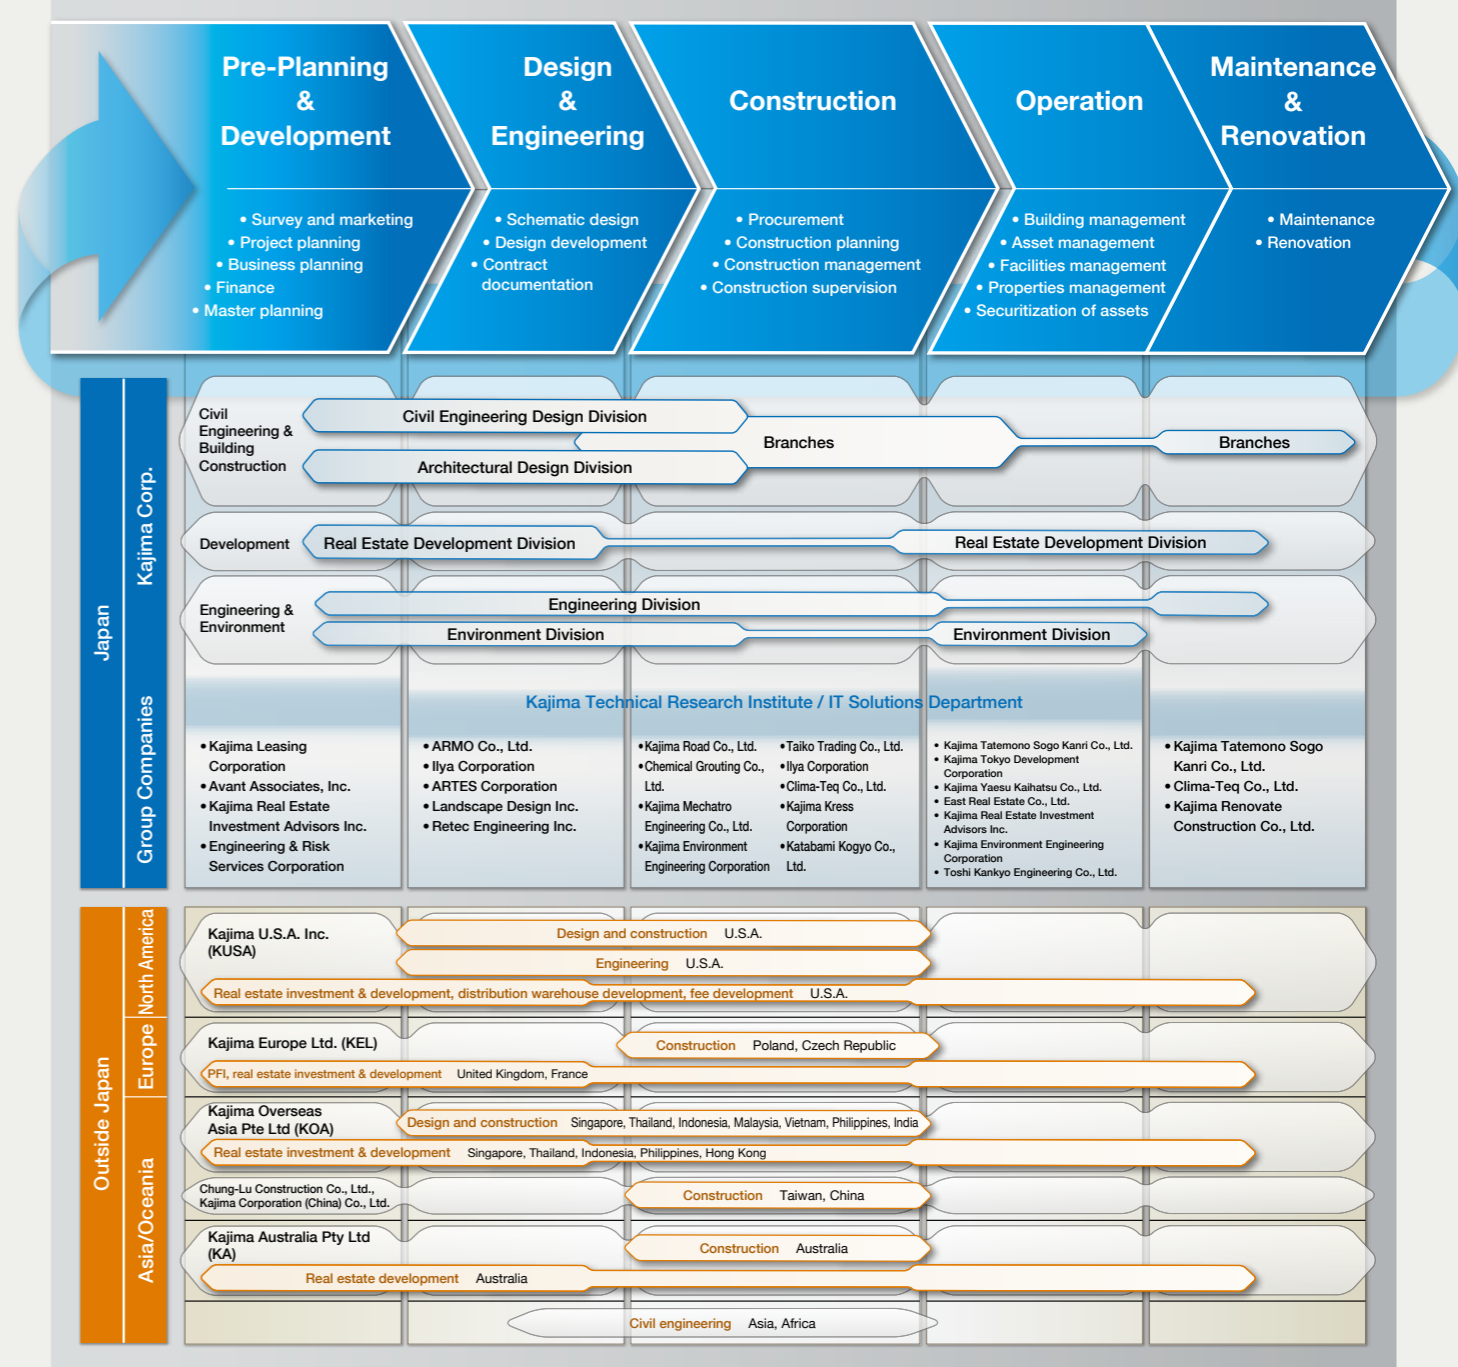 Pre-Planning
&
Development
• Survey and marketing
• Project planning
• Business planning
• Finance
• Master planning
Design
&
Engineering
• Schematic design
• Design development
• Contract
documentation
Construction
• Procurement
• Construction planning
• Construction management
• Construction supervision
Operation
• Building management
• Asset management
• Facilities management
• Properties management
• Securitization of assets
Maintenance
&
Renovation
• Maintenance
• Renovation
Japan
Kajima Corp.
Civil
Engineering &
Building
Construction
Civil Engineering Design Division
Architectural Design Division
Branches
Branches
Development
Real Estate Development Division
Real Estate Development Division
Engineering &
Environment
Engineering Division
Environment Division
Environment Division
Kajima Technical Research Institute / IT Solutions Department
Group Companies
• Kajima Leasing
Corporation
• Avant Associates, Inc.
• Kajima Real Estate
Investment Advisors Inc.
• Engineering & Risk
Services Corporation
• ARMO Co., Ltd.
• Ilya Corporation
• ARTES Corporation
• Landscape Design Inc.
• Retec Engineering Inc.
• Kajima Road Co., Ltd.
• Chemical Grouting Co.,
Ltd.
• Kajima Mechatro
Engineering Co., Ltd.
• Kajima Environment
Engineering Corporation
• Taiko Trading Co., Ltd.
• Ilya Corporation
• Clima-Teq Co., Ltd.
• Kajima Kress
Corporation
• Katabami Kogyo Co.,
Ltd.
• Kajima Tatemono Sogo Kanri Co., Ltd.
• Kajima Tokyo Development
Corporation
• Kajima Yaesu Kaihatsu Co., Ltd.
• East Real Estate Co., Ltd.
• Kajima Real Estate Investment
Advisors Inc.
• Kajima Environment Engineering
Corporation
• Toshi Kankyo Engineering Co., Ltd.
• Kajima Tatemono Sogo
Kanri Co., Ltd.
• Clima-Teq Co., Ltd.
• Kajima Renovate
Construction Co., Ltd.
Outside Japan
North America
Kajima U.S.A. Inc.
(KUSA)
Design and construction U.S.A.
Engineering U.S.A.
Real estate investment & development, distribution warehouse development, fee development U.S.A.
Europe
Kajima Europe Ltd. (KEL)
Construction Poland, Czech Republic
PFI, real estate investment & development United Kingdom, France
Asia/Oceania
Kajima Overseas
Asia Pte Ltd (KOA)
Design and construction Singapore, Thailand, Indonesia, Malaysia, Vietnam, Philippines, India
Real estate investment & development Singapore, Thailand, Indonesia, Philippines, Hong Kong
Chung-Lu Construction Co., Ltd.,
Kajima Corporation (China) Co., Ltd.
Construction Taiwan, China
Kajima Australia Pty Ltd
(KA)
Construction Australia
Real estate development Australia
Civil engineering Asia, Africa